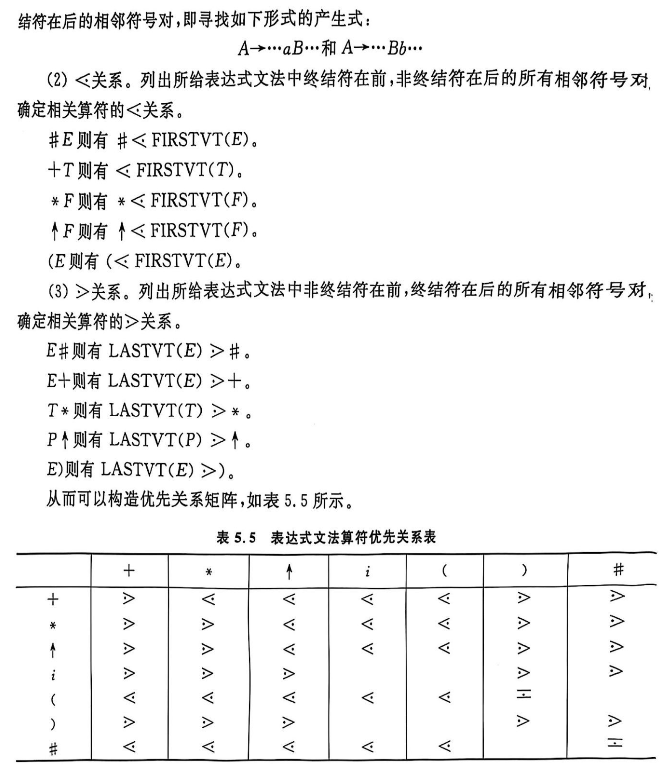 结符在后的相邻符号对,即寻找如下形式的产生式:
A→…aB…和 A→…Bb…
(2) ⋖关系。列出所给表达式文法中终结符在前,非终结符在后的所有相邻符号对,
确定相关算符的⋖关系。
#E 则有 #⋖FIRSTVT(E)。
+T 则有 ⋖FIRSTVT(T)。
*F 则有 *⋖FIRSTVT(F)。
↑F 则有 ↑⋖FIRSTVT(F)。
(E 则有 (⋖FIRSTVT(E)。
(3) ⋗关系。列出所给表达式文法中非终结符在前,终结符在后的所有相邻符号对,
确定相关算符的⋗关系。
E#则有 LASTVT(E) ⋗#。
E+则有 LASTVT(E) ⋗+。
T*则有 LASTVT(T) ⋗*。
P↑则有 LASTVT(P) ⋗↑。
E)则有 LASTVT(E) ⋗)。
从而可以构造优先关系矩阵,如表 5.5 所示。
表 5.5 表达式文法算符优先关系表
+ * ↑ i ( ) #
+ ⋗ ⋖ ⋖ ⋖ ⋖ ⋗ ⋗
* ⋗ ⋗ ⋖ ⋖ ⋖ ⋗ ⋗
↑ ⋗ ⋗ ⋖ ⋖ ⋖ ⋗ ⋗
i ⋗ ⋗ ⋗ ⋗ ⋗
( ⋖ ⋖ ⋖ ⋖ ⋖ ≐
) ⋗ ⋗ ⋗ ⋗ ⋗
# ⋖ ⋖ ⋖ ⋖ ⋖ ≐